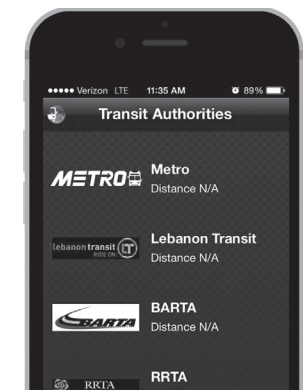 Verizon LTE 11:35 AM 89%
Transit Authorities
METRO
Metro
Distance N/A
lebanon transit LT
RIDE ON.
Lebanon Transit
Distance N/A
BARTA
BARTA
Distance N/A
RRTA
RRTA